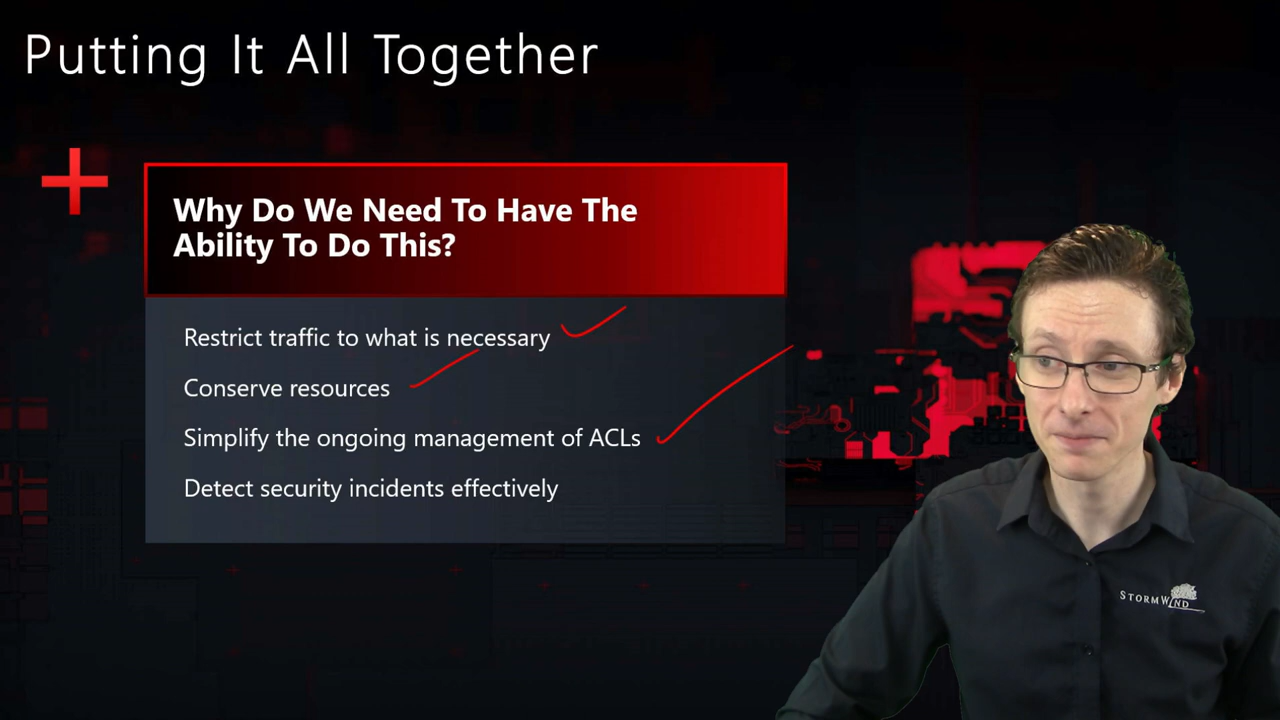 Putting It All Together
Why Do We Need To Have The
Ability To Do This?
Restrict traffic to what is necessary
Conserve resources
Simplify the ongoing management of ACLs
Detect security incidents effectively
STORMWIND